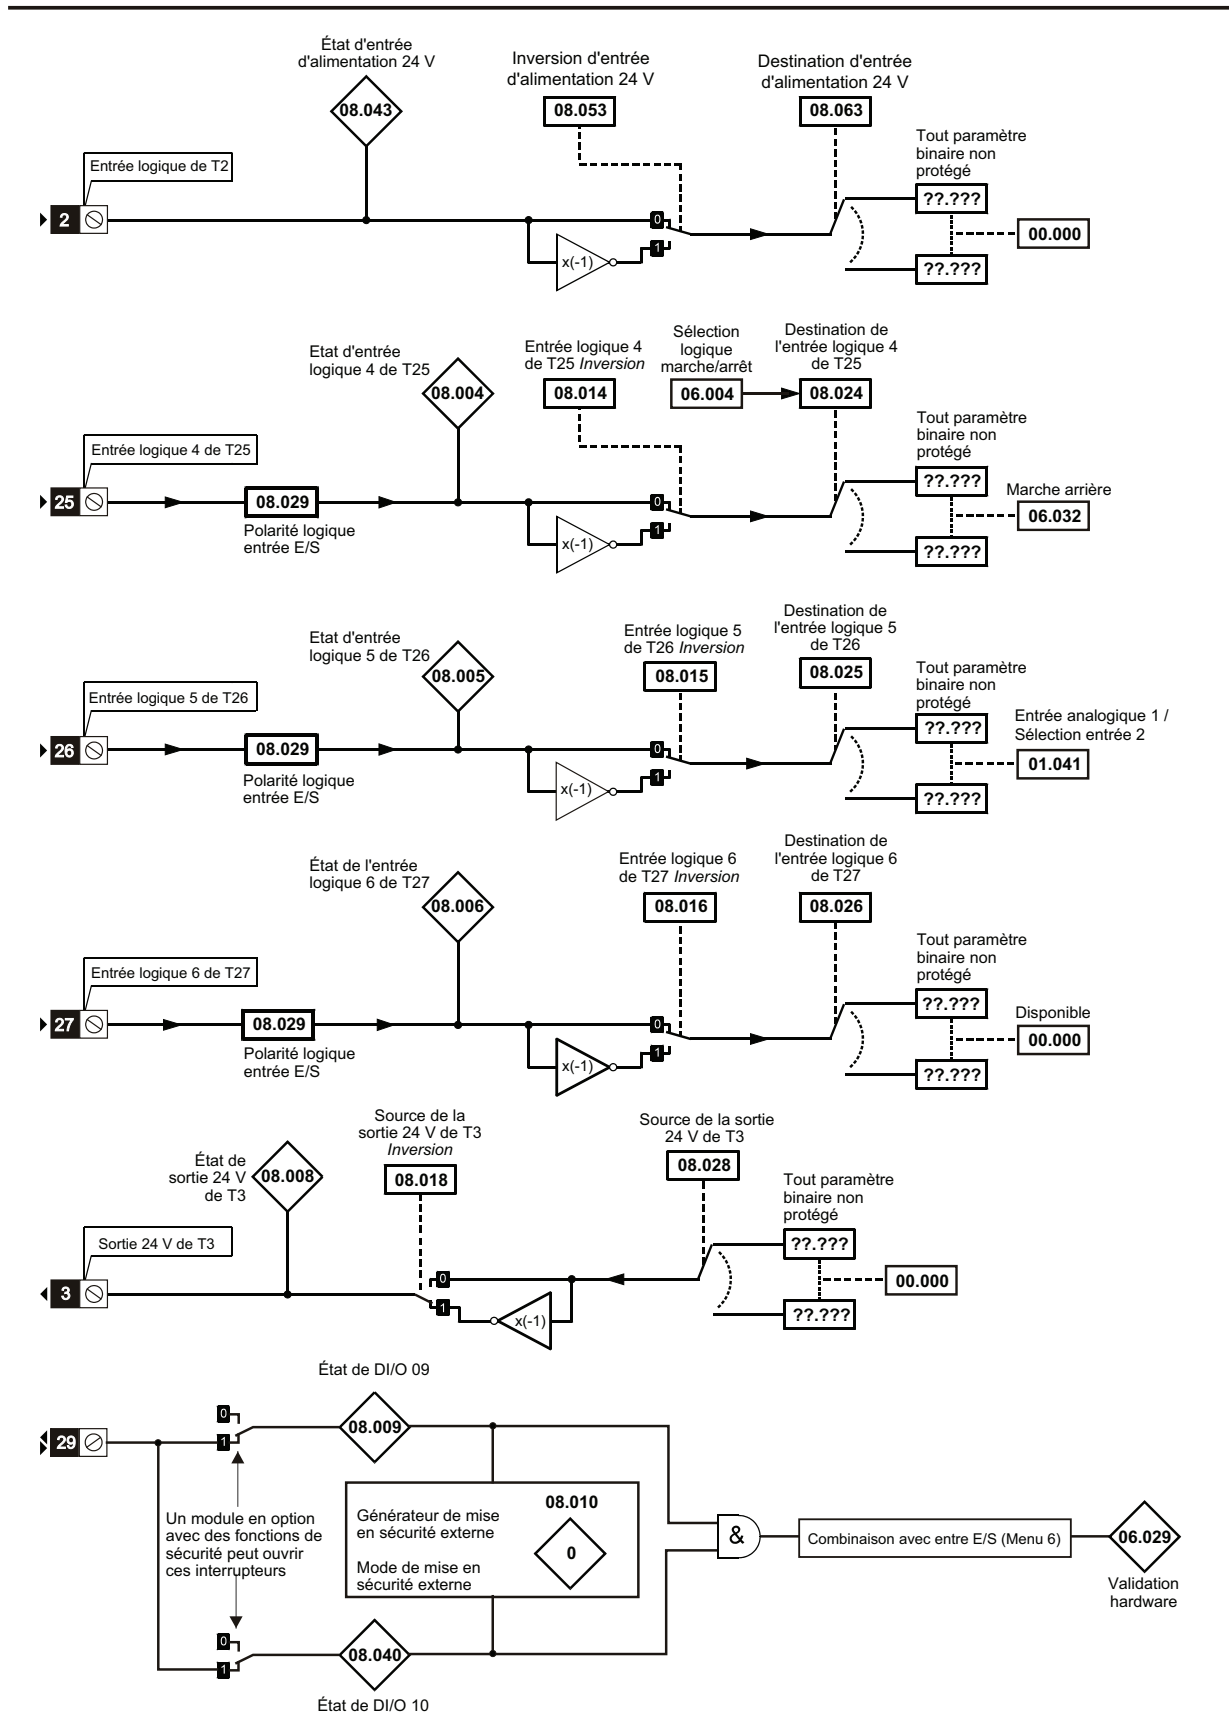 État d'entrée
d'alimentation 24 V
08.043
Inversion d'entrée
d'alimentation 24 V
08.053
Destination d'entrée
d'alimentation 24 V
08.063
Tout paramètre
binaire non
protégé
??.???
00.000
??.???
Entrée logique de T2
2
0
1
x(-1)
Etat d'entrée
logique 4 de T25
08.004
Entrée logique 4
de T25 Inversion
08.014
Sélection
logique
marche/arrêt
06.004
Destination de
l'entrée logique 4
de T25
08.024
Tout paramètre
binaire non
protégé
??.???
Marche arrière
06.032
??.???
Entrée logique 4 de T25
25
08.029
Polarité logique
entrée E/S
0
1
x(-1)
Etat d'entrée
logique 5 de T26
08.005
Entrée logique 5
de T26 Inversion
08.015
Destination de
l'entrée logique 5
de T26
08.025
Tout paramètre
binaire non
protégé
??.???
Entrée analogique 1 /
Sélection entrée 2
01.041
??.???
Entrée logique 5 de T26
26
08.029
Polarité logique
entrée E/S
0
1
x(-1)
État de l'entrée
logique 6 de T27
08.006
Entrée logique 6
de T27 Inversion
08.016
Destination de
l'entrée logique 6
de T27
08.026
Tout paramètre
binaire non
protégé
??.???
Disponible
00.000
??.???
Entrée logique 6 de T27
27
08.029
Polarité logique
entrée E/S
0
1
x(-1)
État de
sortie 24 V
de T3
08.008
Source de la
sortie 24 V de T3
Inversion
08.018
Source de la sortie
24 V de T3
08.028
Tout paramètre
binaire non
protégé
??.???
00.000
??.???
Sortie 24 V de T3
3
0
1
x(-1)
État de DI/O 09
08.009
29
0
1
Un module en option
avec des fonctions de
sécurité peut ouvrir
ces interrupteurs
08.010
Générateur de mise
en sécurité externe
0
Mode de mise en
sécurité externe
&
Combinaison avec entre E/S (Menu 6)
06.029
Validation
hardware
0
1
08.040
État de DI/O 10